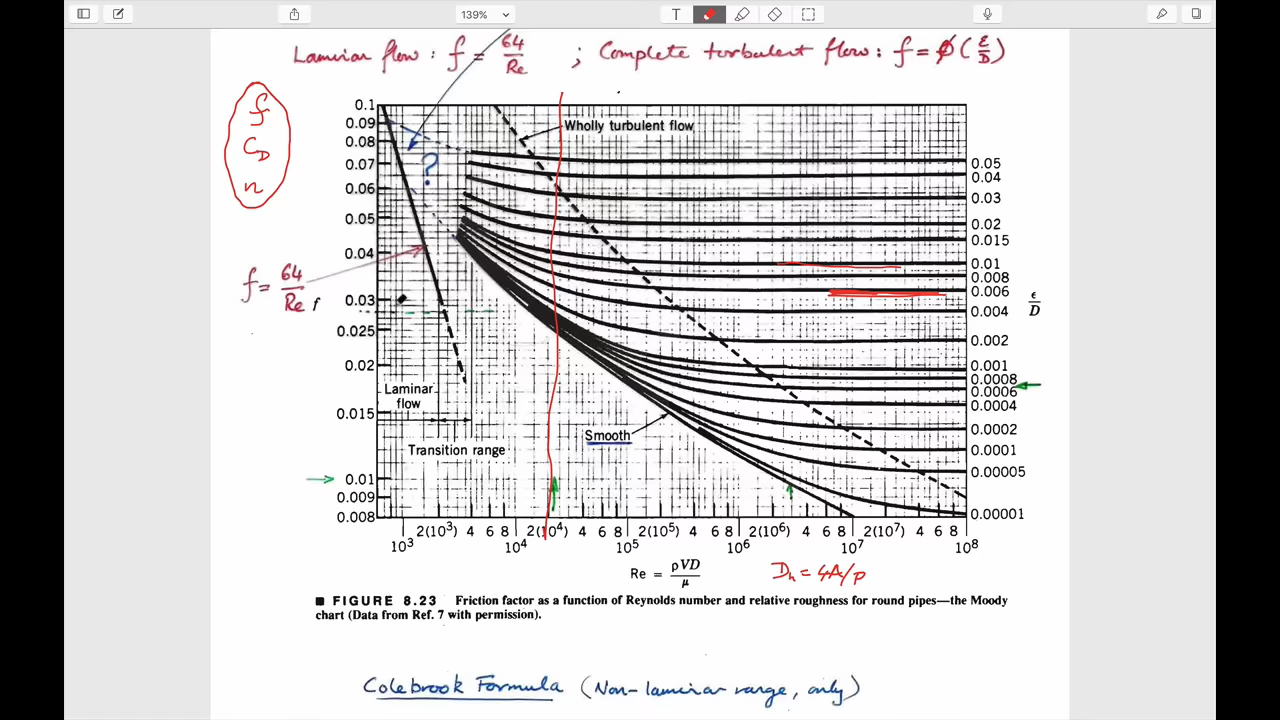 139%
T
Laminar flow : f = 64/Re ; Complete turbulent flow : f = ϕ(ε/D)
f
C_D
n
0.1
0.09
0.08
0.07
0.06
0.05
0.04
0.03
0.025
0.02
0.015
0.01
0.009
0.008
f
f = 64/Re
?
Wholly turbulent flow
Laminar
flow
Transition range
Smooth
0.05
0.04
0.03
0.02
0.015
0.01
0.008
0.006
0.004
0.002
0.001
0.0008
0.0006
0.0004
0.0002
0.0001
0.00005
0.00001
ϵ/D
2(10³) 4 6 8 2(10⁴) 4 6 8 2(10⁵) 4 6 8 2(10⁶) 4 6 8 2(10⁷) 4 6 8
10³ 10⁴ 10⁵ 10⁶ 10⁷ 10⁸
Re = ρVD/μ
D_h = 4A/P
■ FIGURE 8.23 Friction factor as a function of Reynolds number and relative roughness for round pipes—the Moody
chart (Data from Ref. 7 with permission).
Colebrook Formula (Non-laminar range, only)